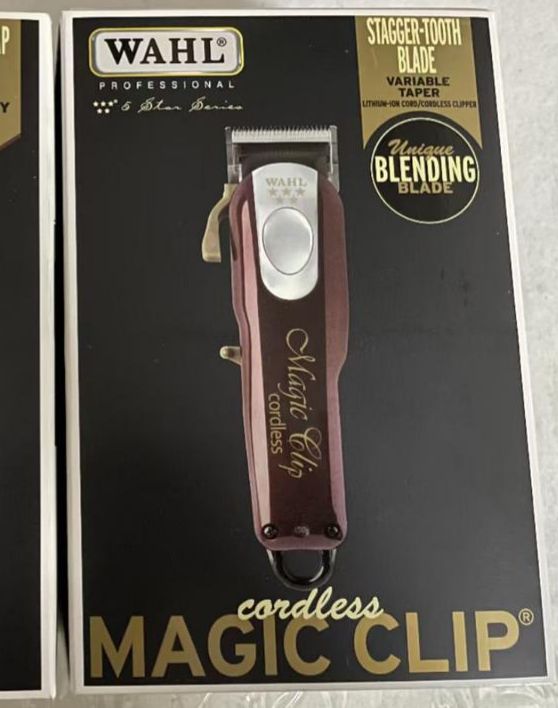 P
Y
WAHL®
PROFESSIONAL
5 Star Series
STAGGER-TOOTH
BLADE
VARIABLE
TAPER
LITHIUM-ION CORD/CORDLESS CLIPPER
Unique
BLENDING
BLADE
WAHL
Magic Clip
cordless
cordless
MAGIC CLIP®